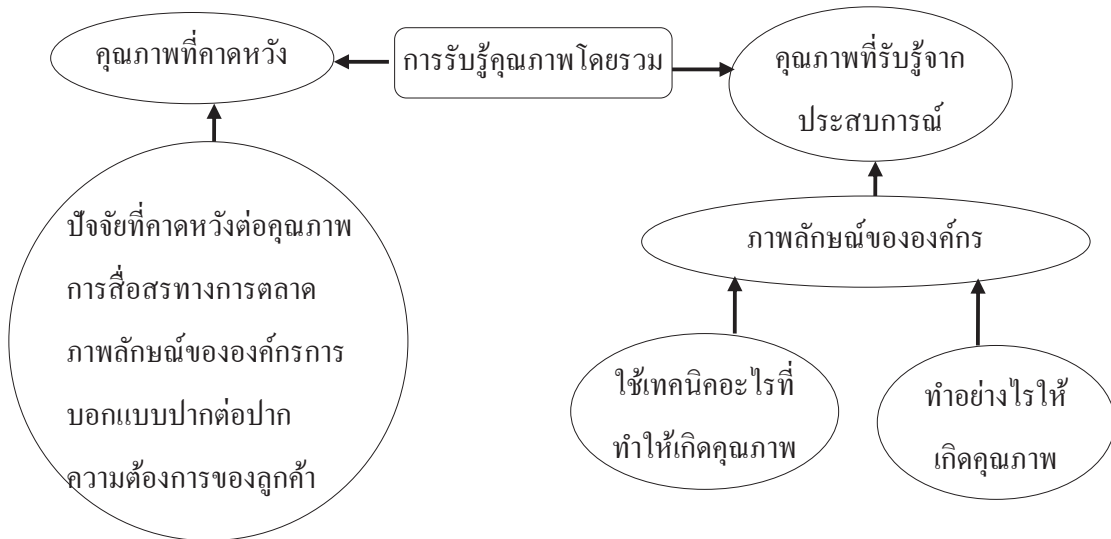 คุณภาพที่คาดหวัง
การรับรู้คุณภาพโดยรวม
คุณภาพที่รับรู้จาก
ประสบการณ์
ปัจจัยที่คาดหวังต่อคุณภาพ
การสื่อสรทางการตลาด
ภาพลักษณ์ขององค์กรการ
บอกแบบปากต่อปาก
ความต้องการของลูกค้า
ภาพลักษณ์ขององค์กร
ใช้เทคนิคอะไรที่
ทำให้เกิดคุณภาพ
ทำอย่างไรให้
เกิดคุณภาพ